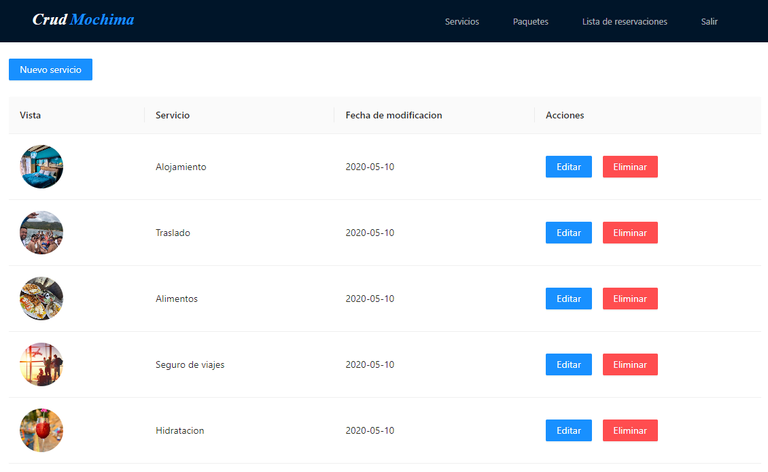 Crud Mochima Servicios Paquetes Lista de reservaciones Salir
Nuevo servicio
Vista Servicio Fecha de modificacion Acciones
Alojamiento 2020-05-10 Editar Eliminar
Traslado 2020-05-10 Editar Eliminar
Alimentos 2020-05-10 Editar Eliminar
Seguro de viajes 2020-05-10 Editar Eliminar
Hidratacion 2020-05-10 Editar Eliminar